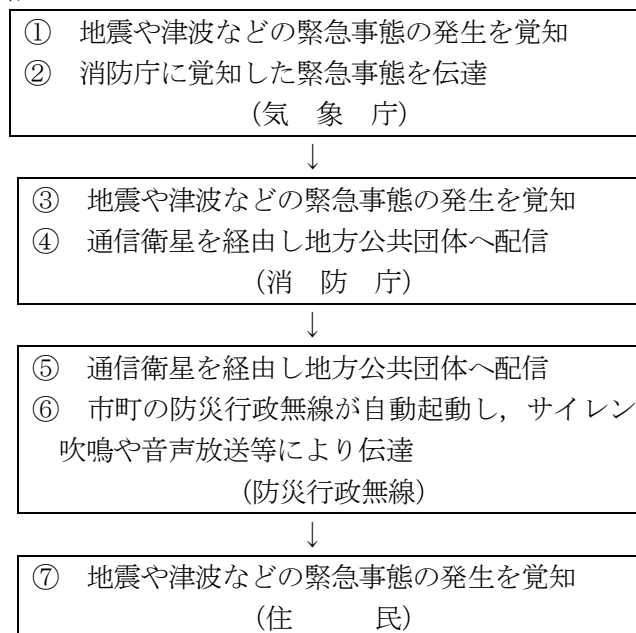 ① 地震や津波などの緊急事態の発生を覚知
② 消防庁に覚知した緊急事態を伝達
(気 象 庁)
↓
③ 地震や津波などの緊急事態の発生を覚知
④ 通信衛星を経由し地方公共団体へ配信
(消 防 庁)
↓
⑤ 通信衛星を経由し地方公共団体へ配信
⑥ 市町の防災行政無線が自動起動し,サイレン
吹鳴や音声放送等により伝達
(防災行政無線)
↓
⑦ 地震や津波などの緊急事態の発生を覚知
(住 民)